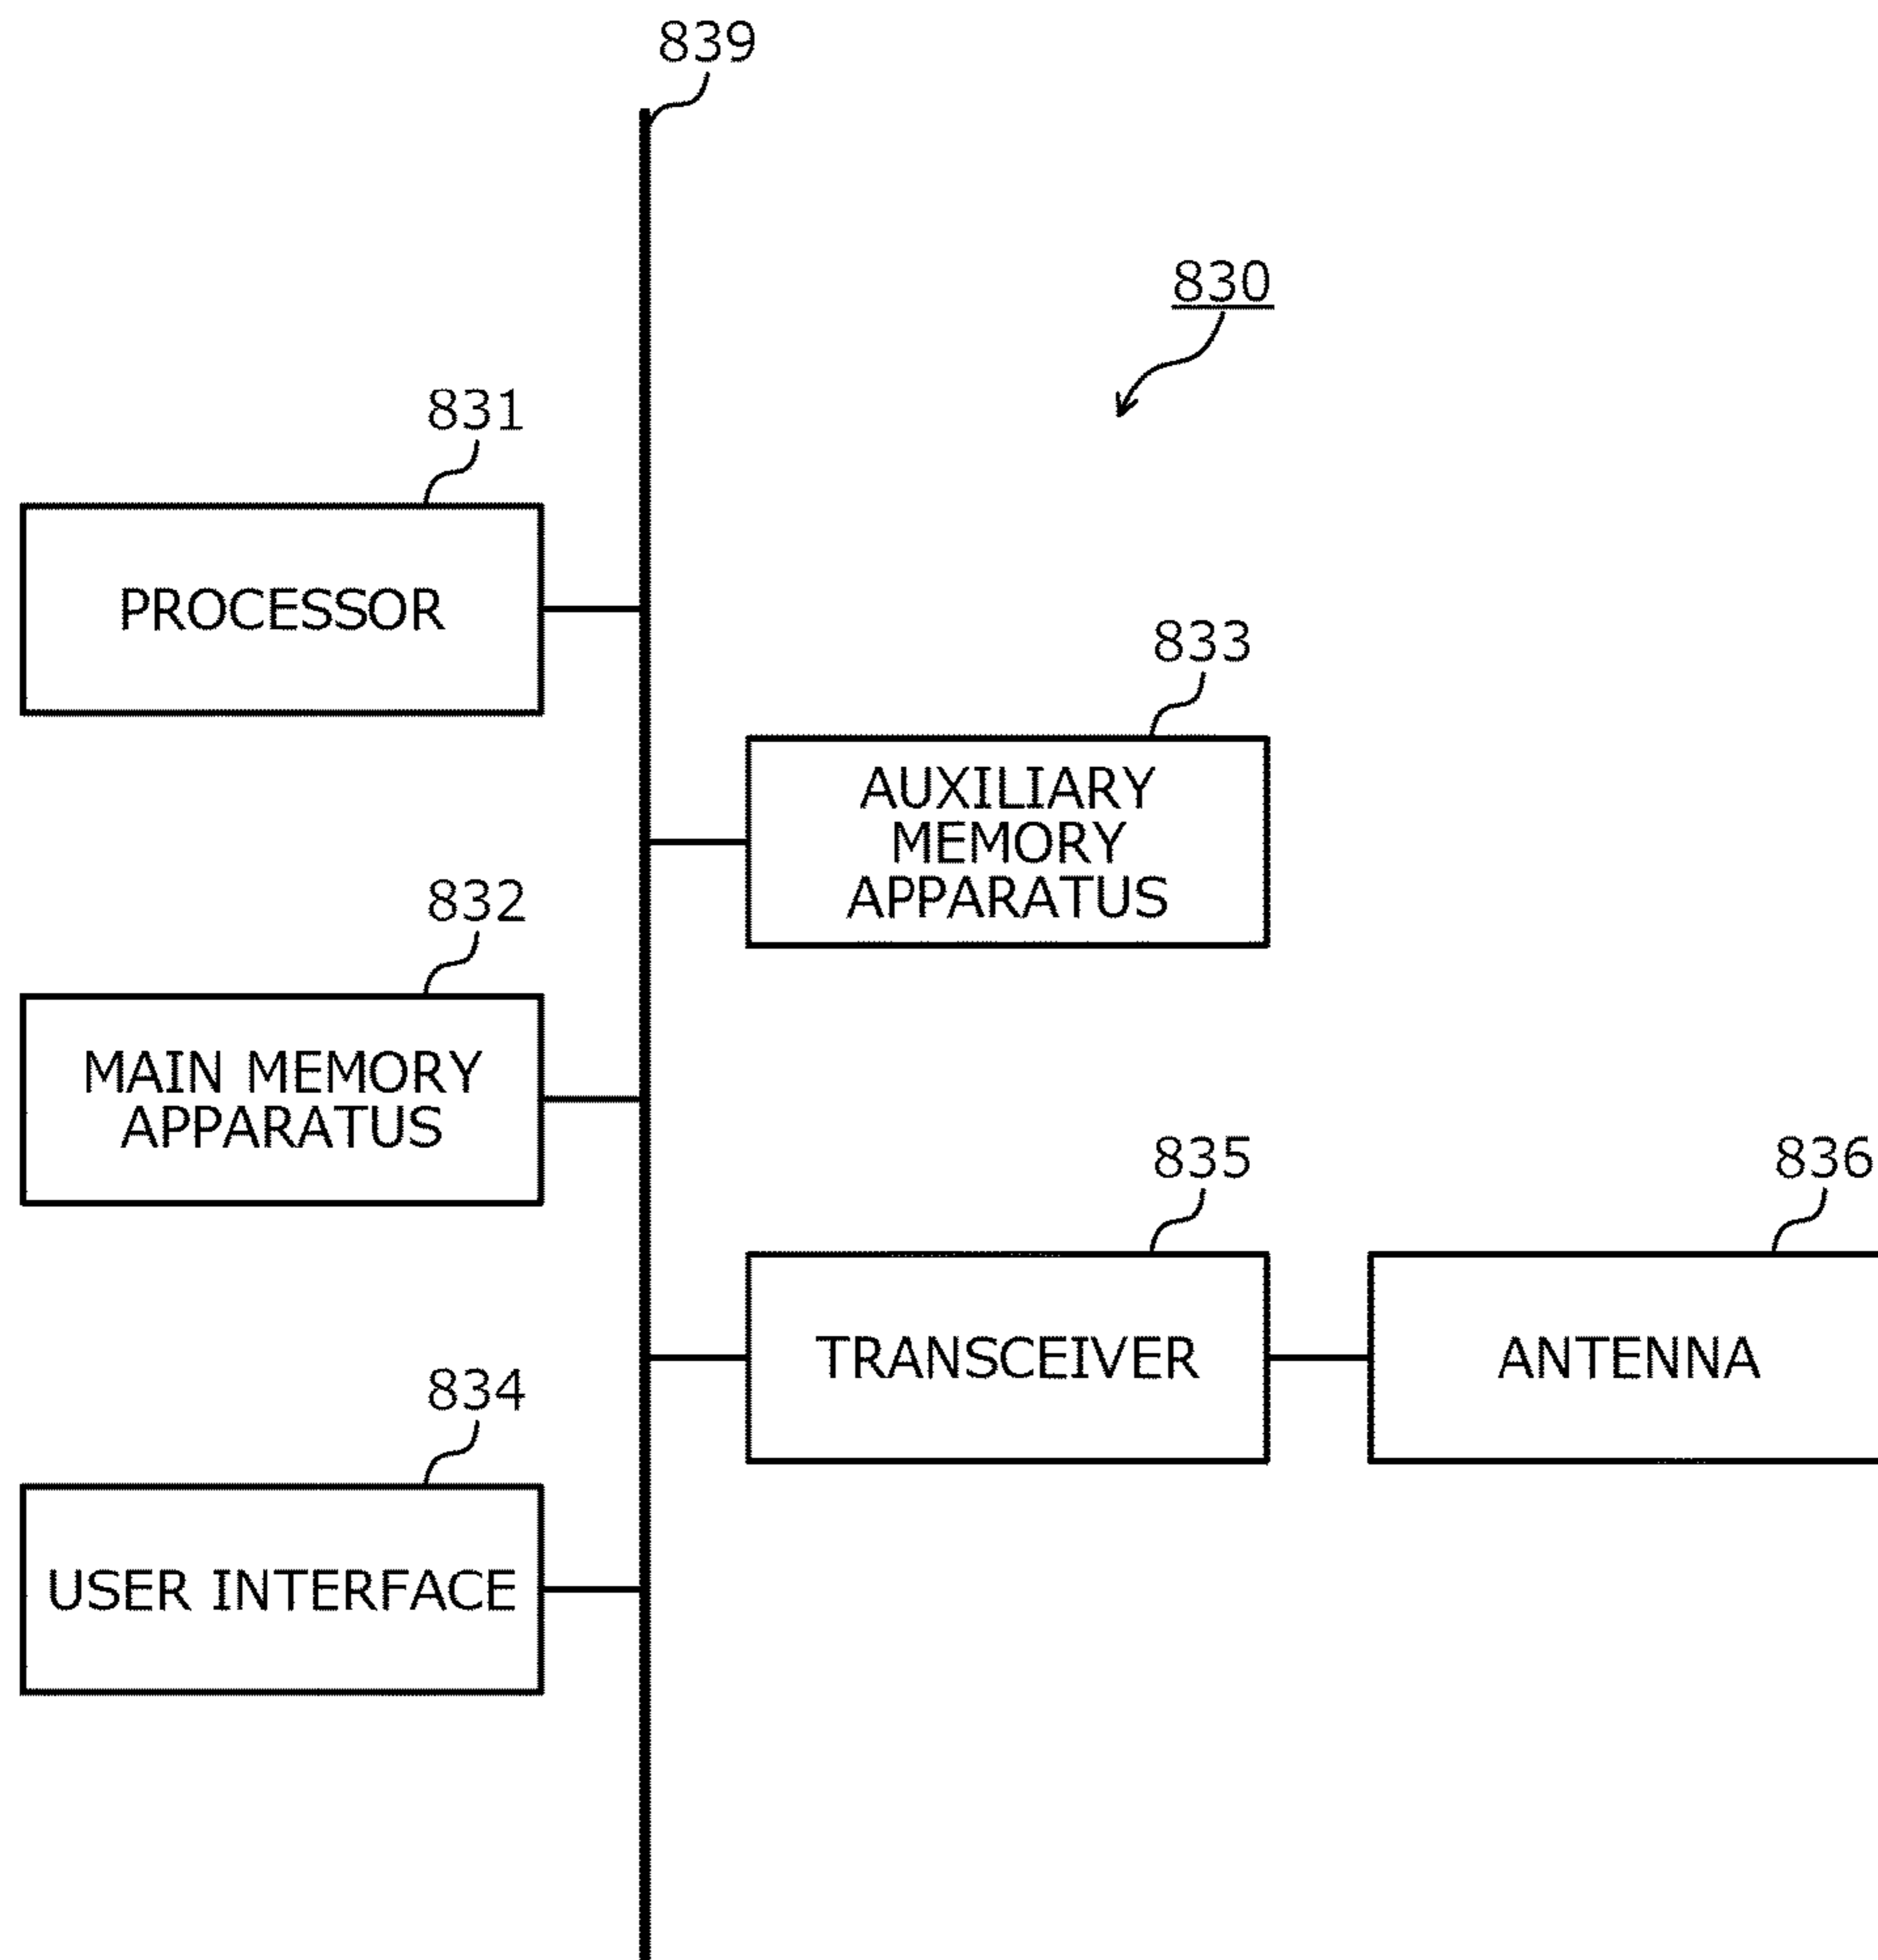 839
830
831
PROCESSOR
833
AUXILIARY
MEMORY
APPARATUS
832
MAIN MEMORY
APPARATUS
835
836
TRANSCEIVER
ANTENNA
834
USER INTERFACE